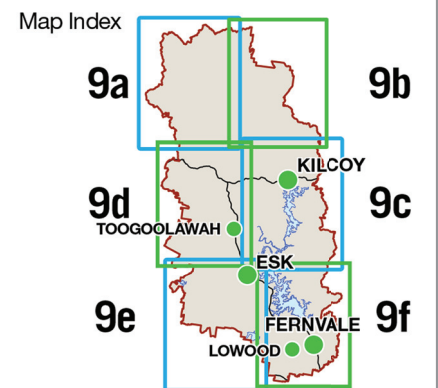 Map Index
9a
9b
KILCOY
9d
9c
TOOGOOLAWAH
ESK
9e
FERNVALE
9f
LOWOOD